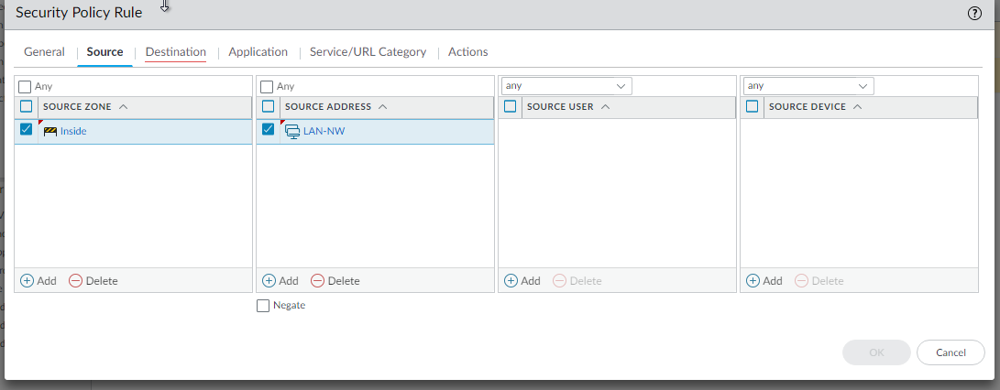 Security Policy Rule
General Source Destination Application Service/URL Category Actions
Any Any any any
SOURCE ZONE SOURCE ADDRESS SOURCE USER SOURCE DEVICE
Inside LAN-NW
Add Delete Add Delete Add Delete Add Delete
Negate
OK Cancel